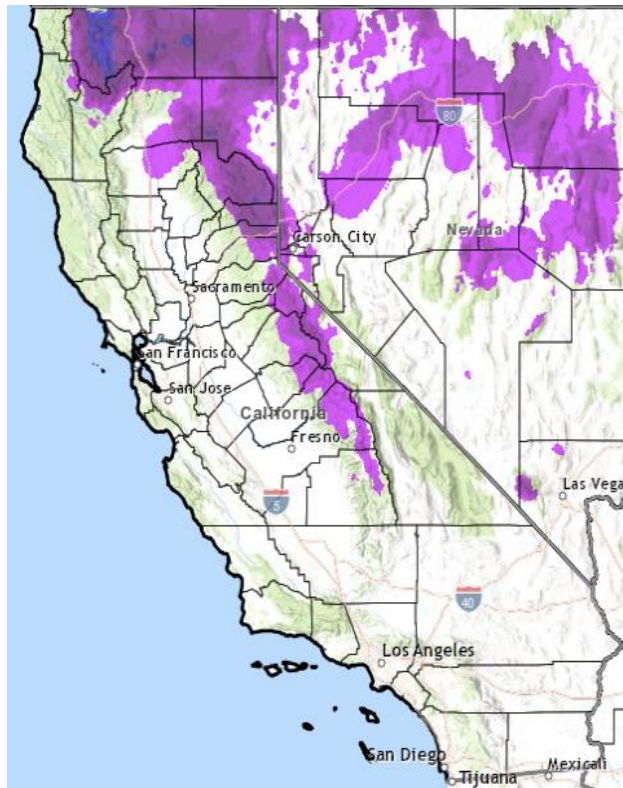 80
Carson City
Nevada
Sacramento
San Francisco
San Jose
California
Fresno
Las Vega
5
40
Los Angeles
San Diego
Mexicali
Tijuana